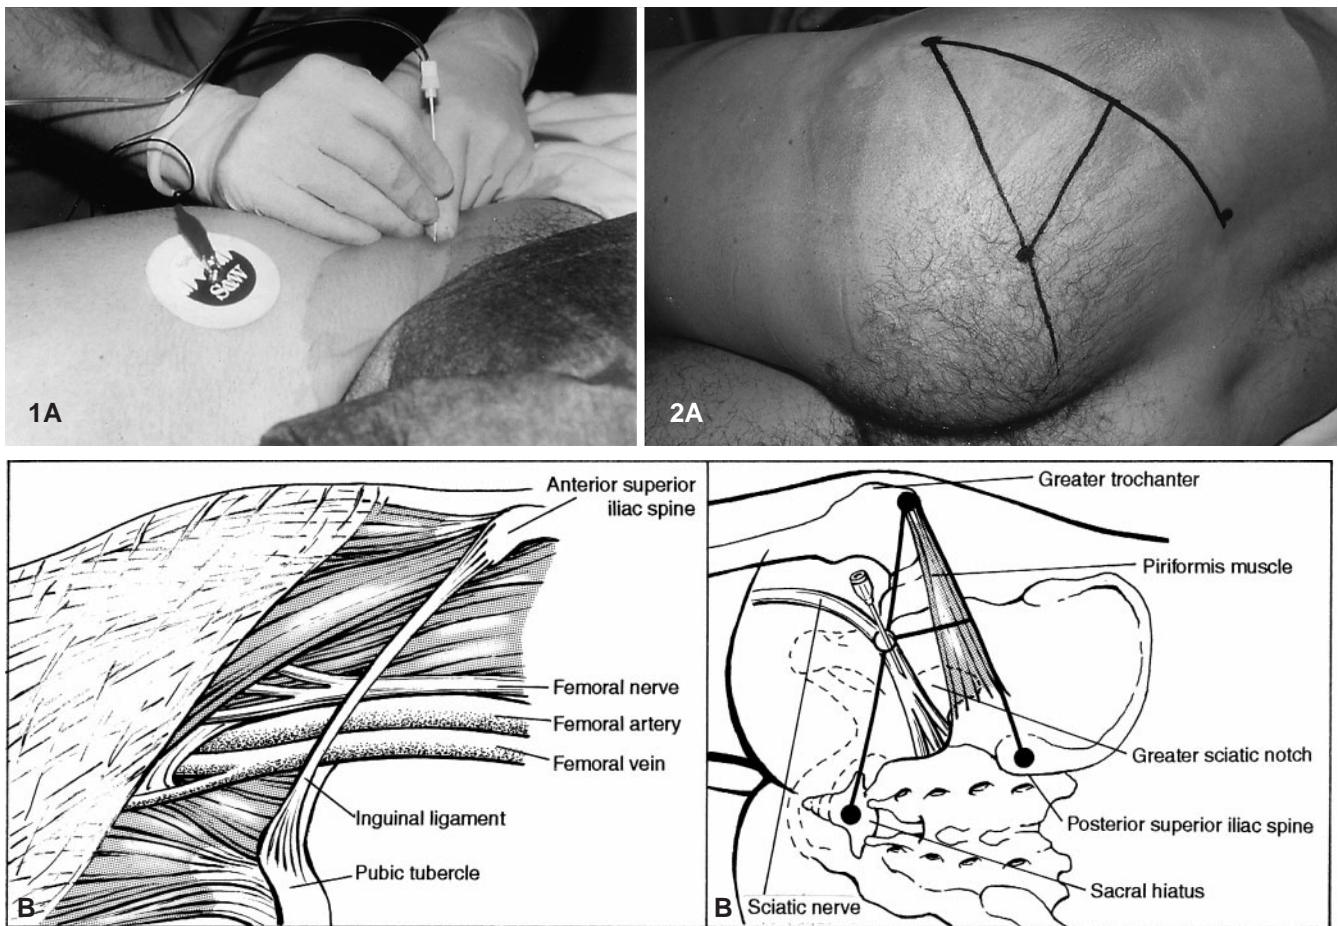 S&W
1A
2A
Anterior superior
iliac spine
Femoral nerve
Femoral artery
Femoral vein
Inguinal ligament
Pubic tubercle
B
Greater trochanter
Piriformis muscle
Greater sciatic notch
Posterior superior iliac spine
Sacral hiatus
Sciatic nerve
B